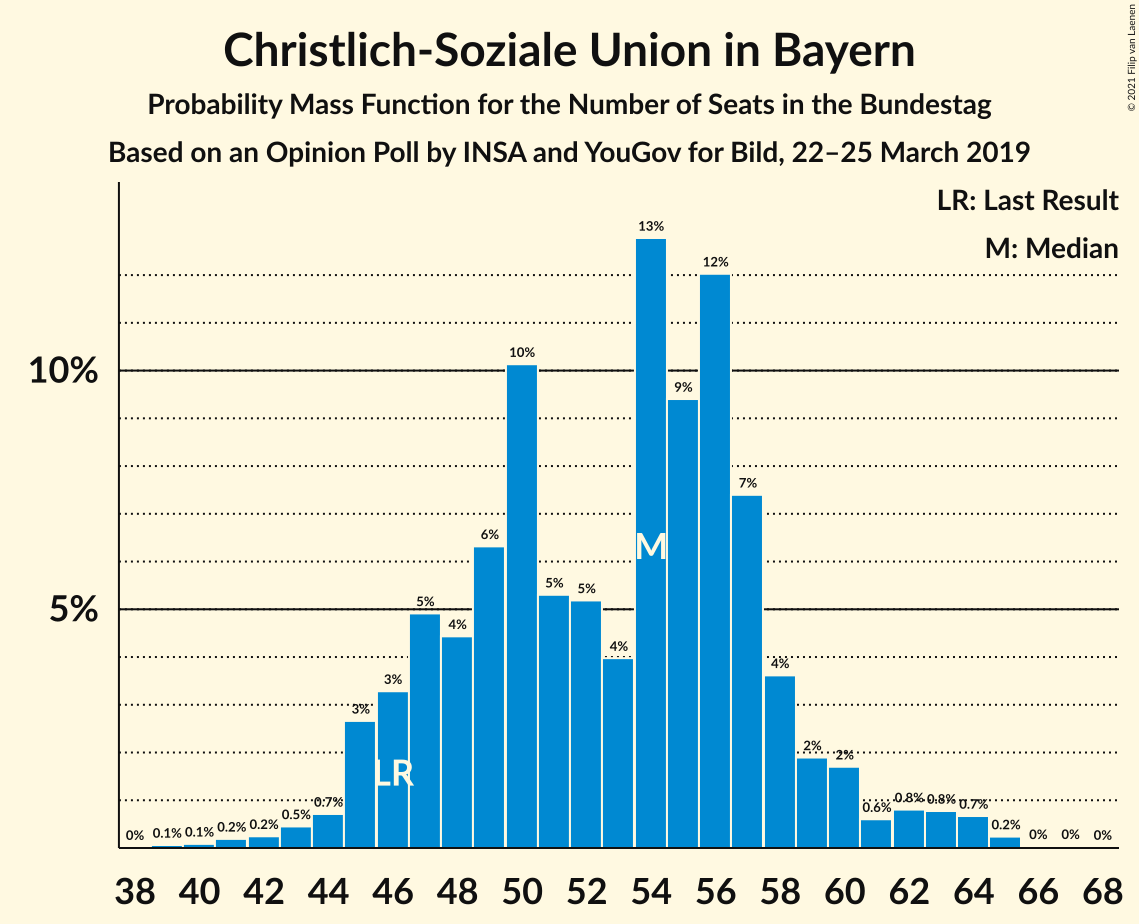 Christlich-Soziale Union in Bayern
Probability Mass Function for the Number of Seats in the Bundestag
Based on an Opinion Poll by INSA and YouGov for Bild, 22–25 March 2019
© 2021 Filip van Laenen
LR: Last Result
M: Median
10%
5%
0% 0.1% 0.1% 0.2% 0.2% 0.5% 0.7% 3% 3% 5% 4% 6% 10% 5% 5% 4% 13% 9% 12% 7% 4% 2% 2% 0.6% 0.8% 0.8% 0.7% 0.2% 0% 0% 0%
LR
M
38 40 42 44 46 48 50 52 54 56 58 60 62 64 66 68